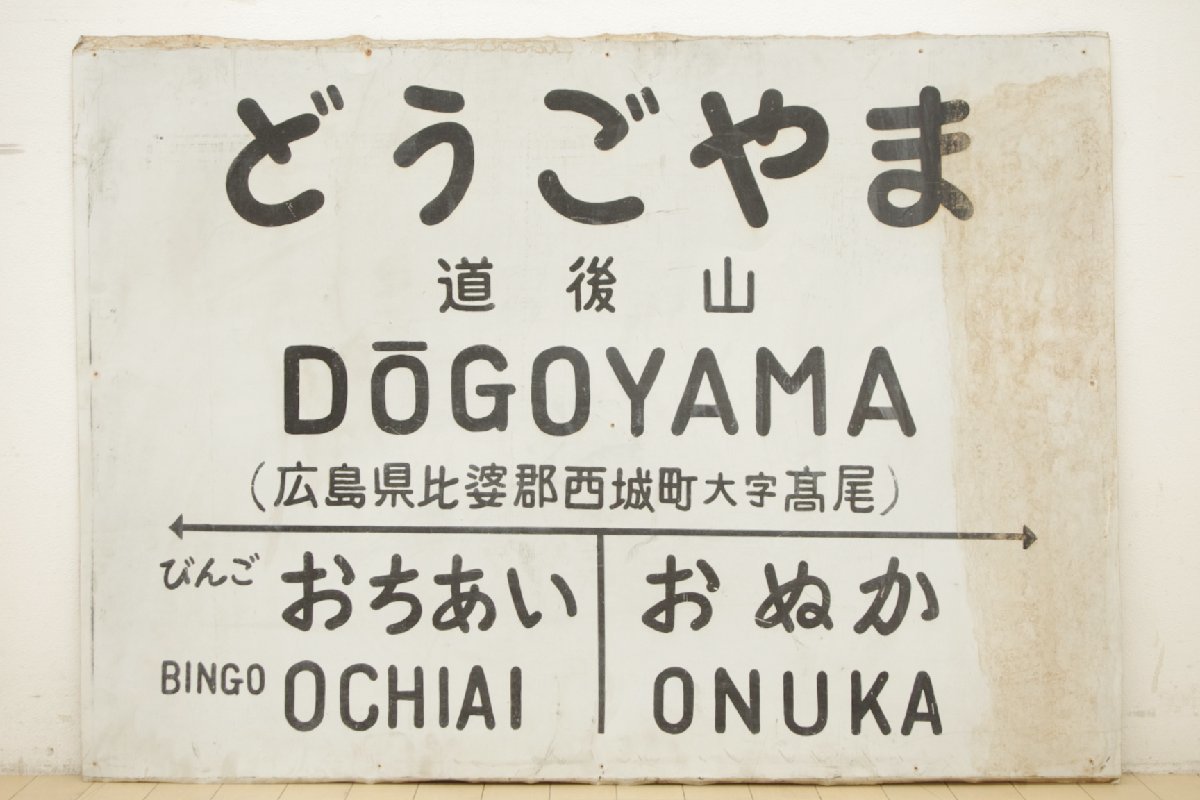 どうごやま
道後山
DŌGOYAMA
(広島県比婆郡西城町大字髙尾)
びんご おちあい おぬか
BINGO OCHIAI ONUKA